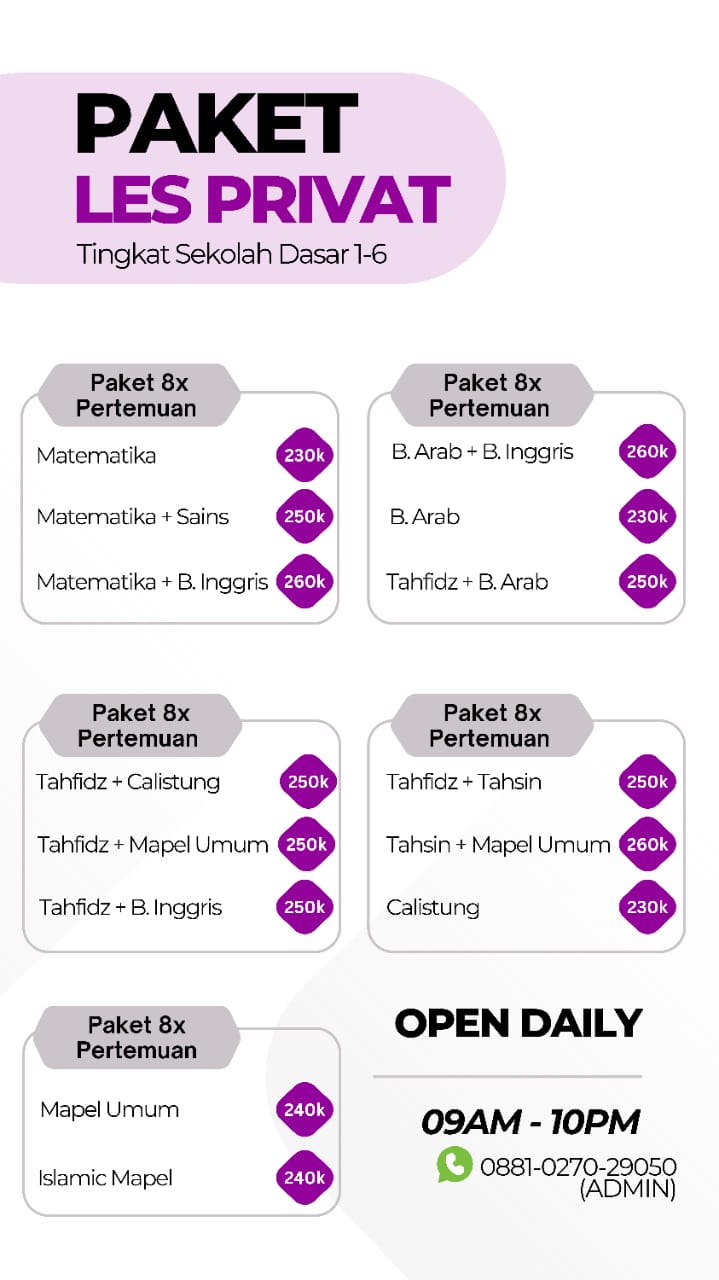 PAKET
LES PRIVAT
Tingkat Sekolah Dasar 1-6
Paket 8x
Pertemuan
Matematika 230k
Matematika + Sains 250k
Matematika + B. Inggris 260k
Paket 8x
Pertemuan
B. Arab + B. Inggris 260k
B. Arab 230k
Tahfidz + B. Arab 250k
Paket 8x
Pertemuan
Tahfidz + Calistung 250k
Tahfidz + Mapel Umum 250k
Tahfidz + B. Inggris 250k
Paket 8x
Pertemuan
Tahfidz + Tahsin 250k
Tahsin + Mapel Umum 260k
Calistung 230k
Paket 8x
Pertemuan
Mapel Umum 240k
Islamic Mapel 240k
OPEN DAILY
09AM - 10PM
0881-0270-29050
(ADMIN)